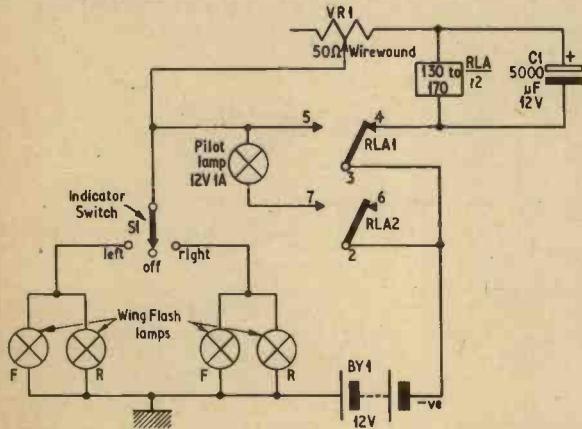 VR1
50Ω Wirewound
130 to
170
RLA
/2
C1
+
5000
μF
12V
5
4
RLA1
3
Pilot
lamp
12V 1A
7
6
RLA2
2
Indicator
Switch
S1
left
off
right
Wing Flash
lamps
F
R
F
R
BY1
12V
-ve